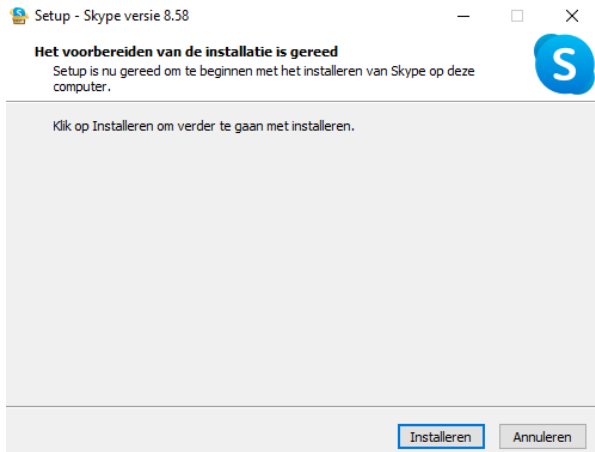 Setup - Skype versie 8.58
Het voorbereiden van de installatie is gereed
Setup is nu gereed om te beginnen met het installeren van Skype op deze
computer.
S
Klik op Installeren om verder te gaan met installeren.
Installeren
Annuleren